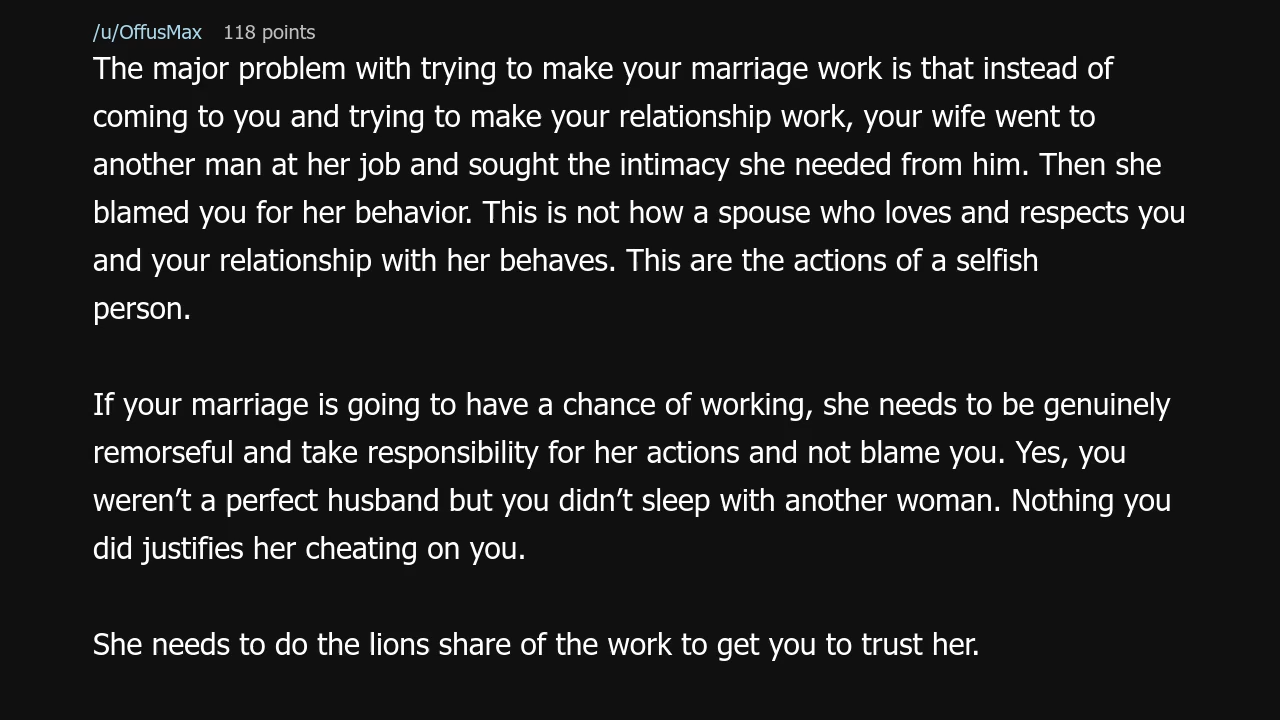 /u/OffusMax 118 points
The major problem with trying to make your marriage work is that instead of
coming to you and trying to make your relationship work, your wife went to
another man at her job and sought the intimacy she needed from him. Then she
blamed you for her behavior. This is not how a spouse who loves and respects you
and your relationship with her behaves. This are the actions of a selfish
person.
If your marriage is going to have a chance of working, she needs to be genuinely
remorseful and take responsibility for her actions and not blame you. Yes, you
weren’t a perfect husband but you didn’t sleep with another woman. Nothing you
did justifies her cheating on you.
She needs to do the lions share of the work to get you to trust her.